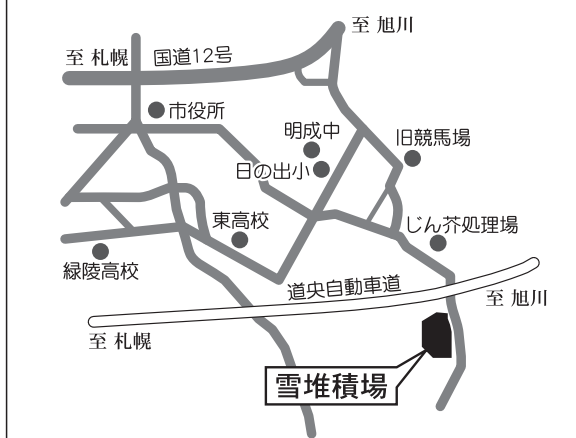 至 旭川
至 札幌
国道12号
市役所
明成中
旧競馬場
日の出小
東高校
じん芥処理場
緑陵高校
道央自動車道
至 旭川
至 札幌
雪堆積場